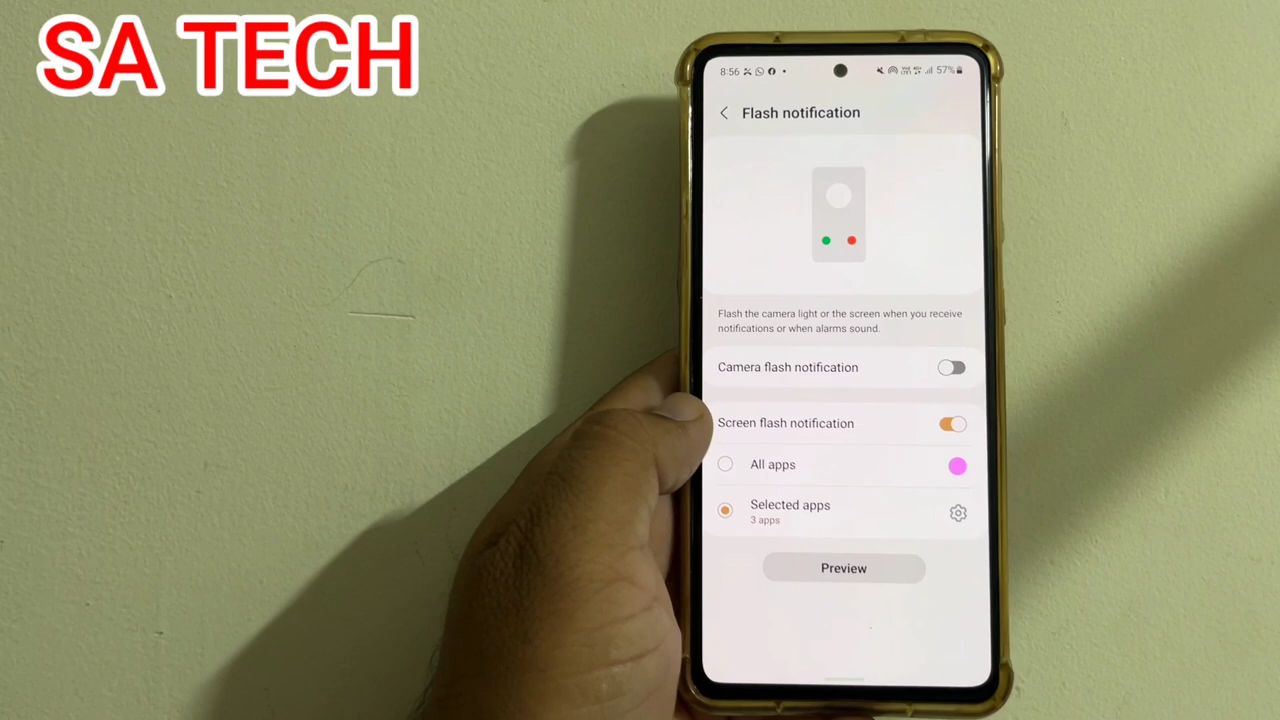 SA TECH
8:56
57%
Flash notification
Flash the camera light or the screen when you receive
notifications or when alarms sound.
Camera flash notification
Screen flash notification
All apps
Selected apps
3 apps
Preview